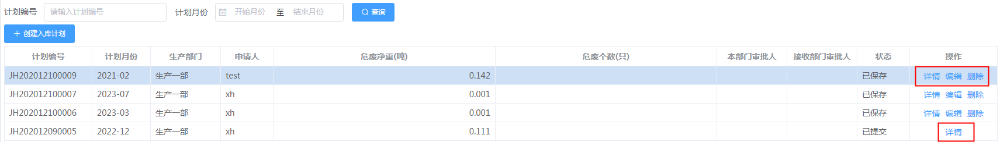 计划编号 请输入计划编号 计划月份 开始月份 至 结束月份 查询
+ 创建入库计划
计划编号 计划月份 生产部门 申请人 危废净重(吨) 危废个数(只) 本部门审批人 接收部门审批人 状态 操作
JH202012100009 2021-02 生产一部 test 0.142 已保存 详情 编辑 删除
JH202012100007 2023-07 生产一部 xh 0.001 已保存 详情 编辑 删除
JH202012100006 2023-03 生产一部 xh 0.001 已保存 详情 编辑 删除
JH202012090005 2022-12 生产一部 xh 0.111 已提交 详情